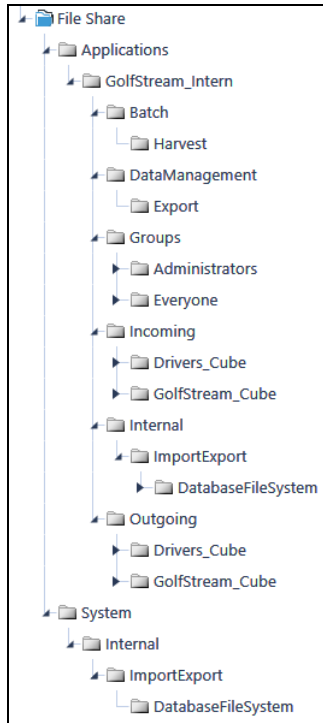 File Share
Applications
GolfStream_Intern
Batch
Harvest
DataManagement
Export
Groups
Administrators
Everyone
Incoming
Drivers_Cube
GolfStream_Cube
Internal
ImportExport
DatabaseFileSystem
Outgoing
Drivers_Cube
GolfStream_Cube
System
Internal
ImportExport
DatabaseFileSystem